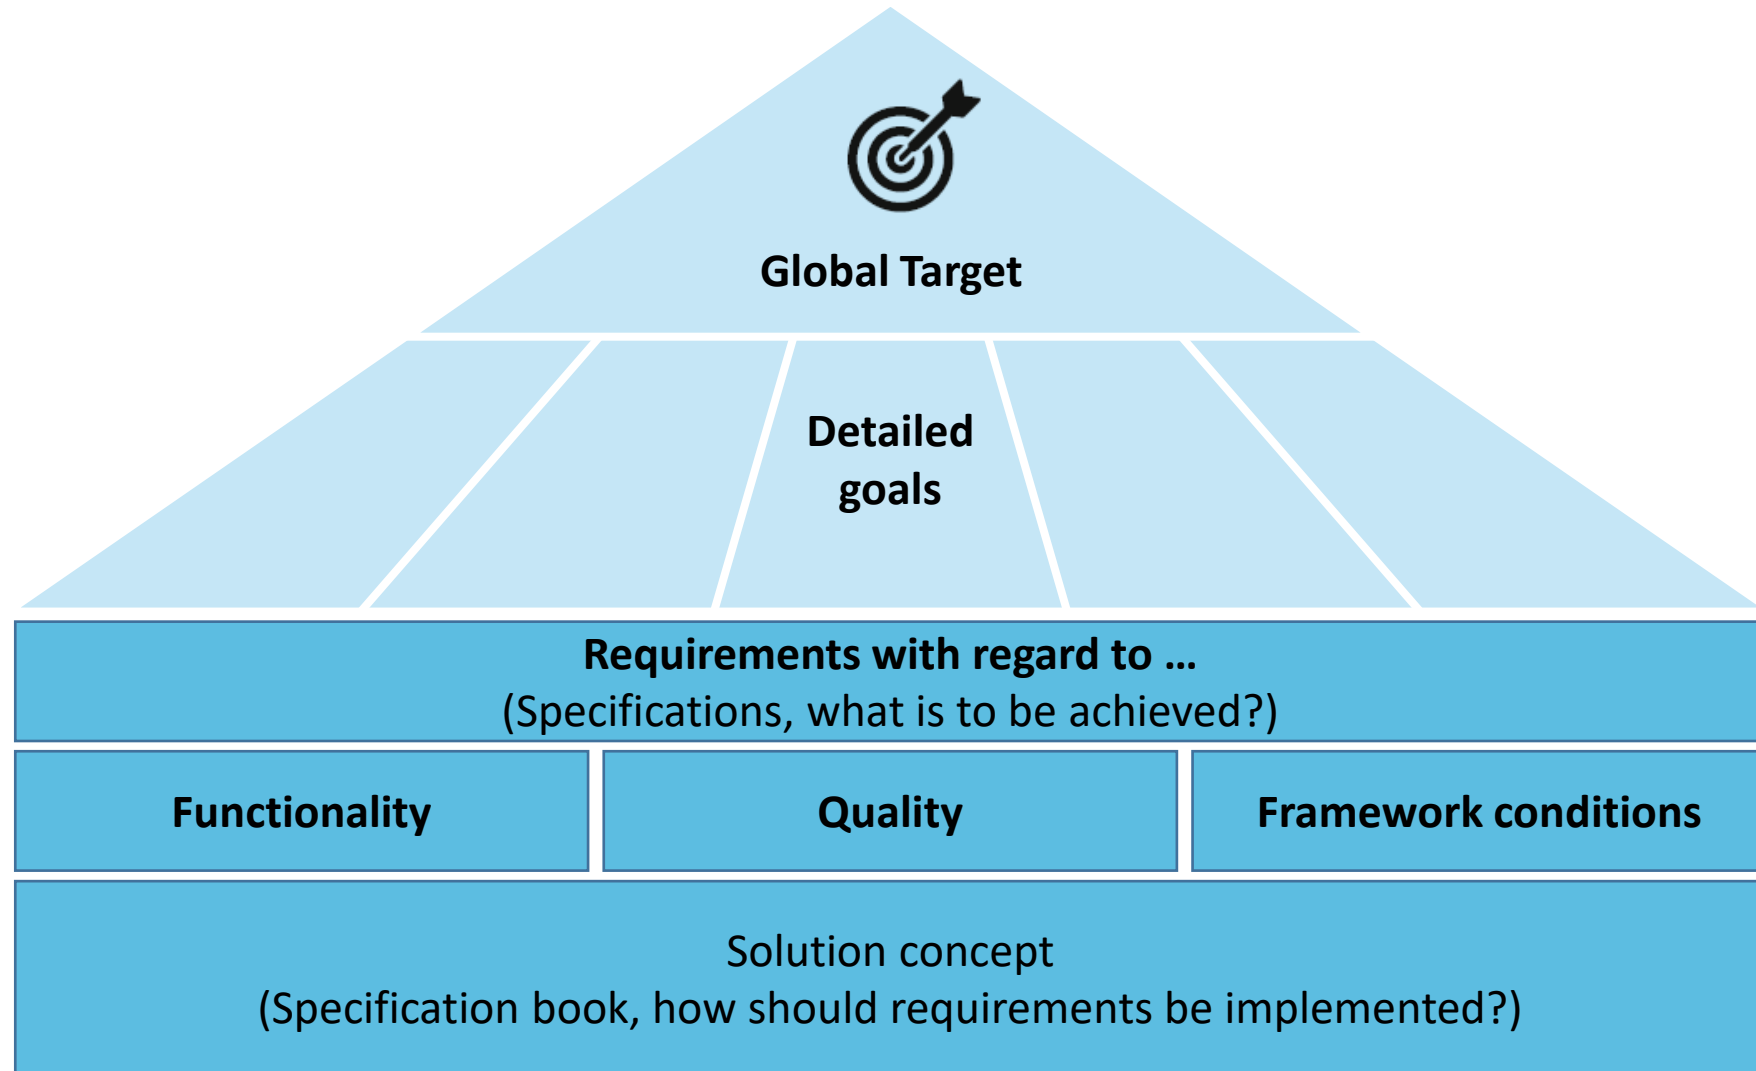 Global Target
Detailed
goals
Requirements with regard to …
(Specifications, what is to be achieved?)
Functionality
Quality
Framework conditions
Solution concept
(Specification book, how should requirements be implemented?)